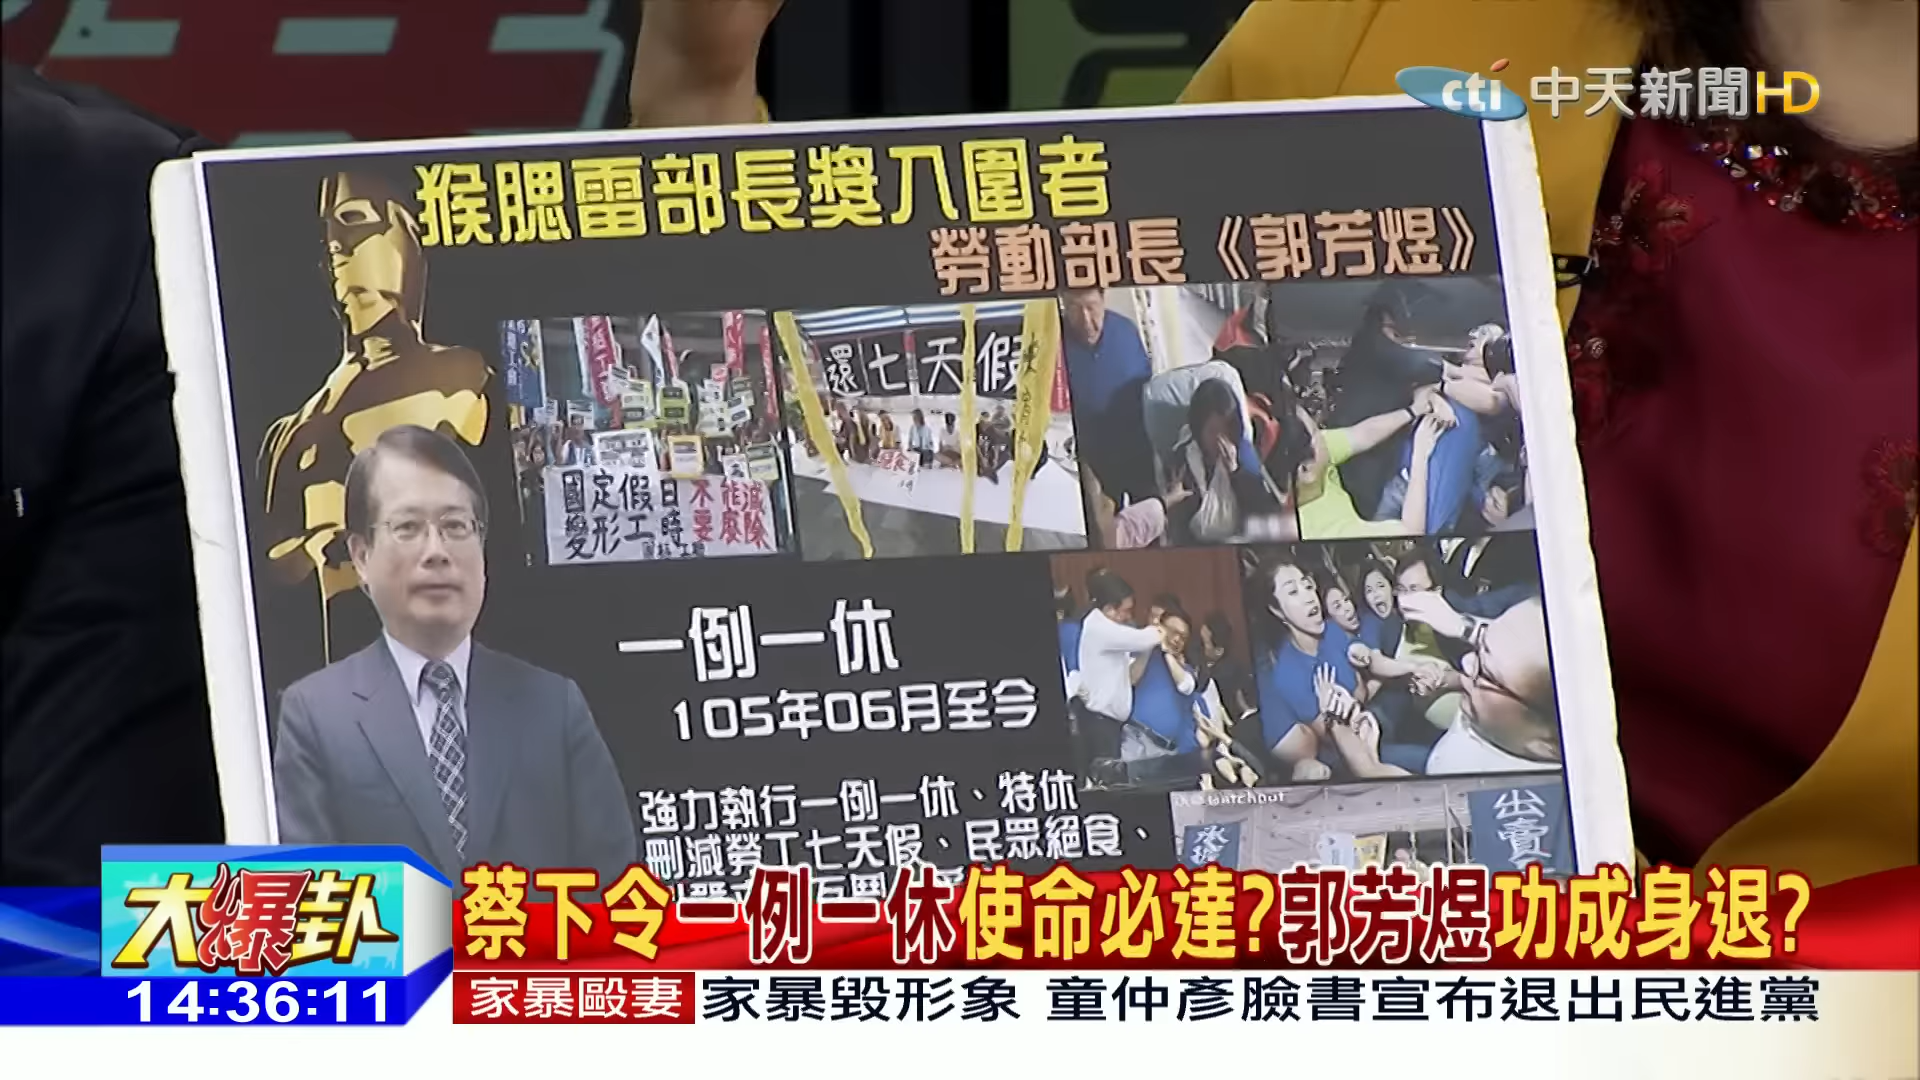 cti 中天新聞HD
猴腮雷部長獎入圍者
勞動部長《郭芳煜》
還七天假
國定假日不能減
變形工時要廢除
一例一休
105年06月至今
強力執行一例一休、特休
刪減勞工七天假、民眾絕食、
watchout
出賣
大爆卦
蔡下令一例一休使命必達?郭芳煜功成身退?
14:36:11
家暴毆妻 家暴毀形象 童仲彥臉書宣布退出民進黨